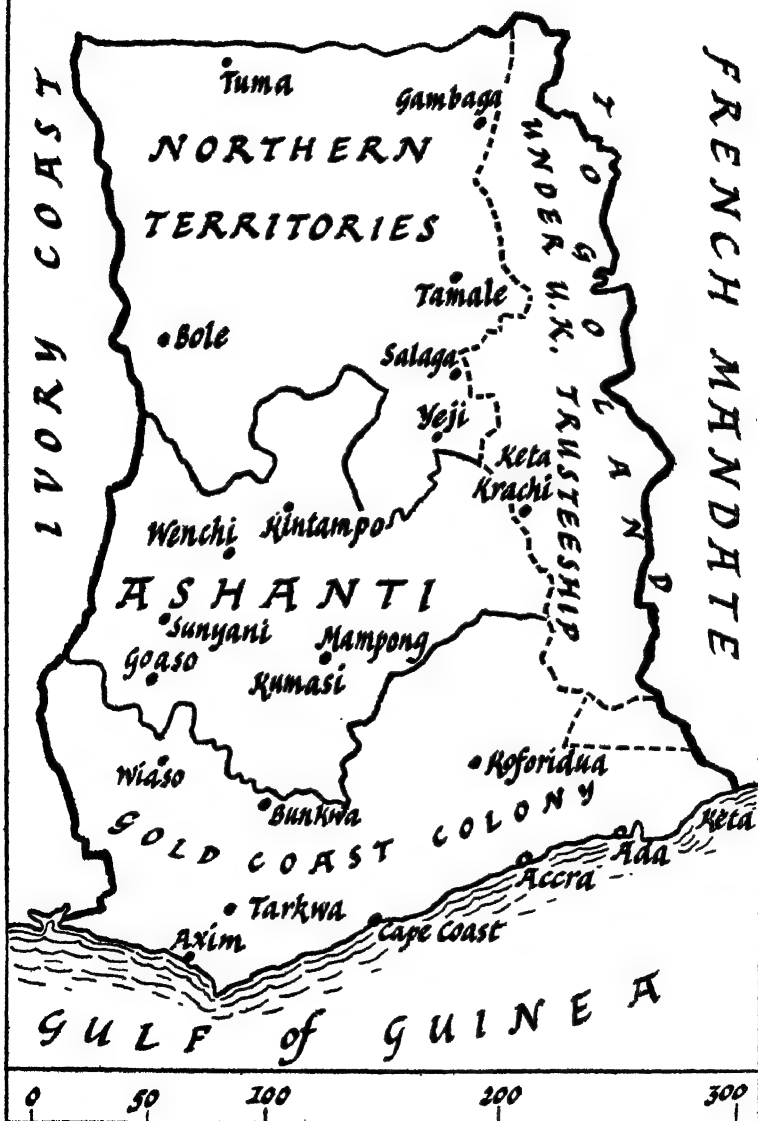 Tuma
Gambaga
NORTHERN
TERRITORIES
IVORY COAST
FRENCH MANDATE
TOGOLAND
UNDER U.K. TRUSTEESHIP
Tamale
Bole
Salaga
Yeji
Keta
Krachi
Wenchi
Kintampo
ASHANTI
Sunyani
Mampong
Goaso
Kumasi
Wiaso
Koforidua
Bunkwa
GOLD COAST COLONY
Keta
Ada
Accra
Tarkwa
Cape Coast
Axim
GULF of GUINEA
0 50 100 200 300